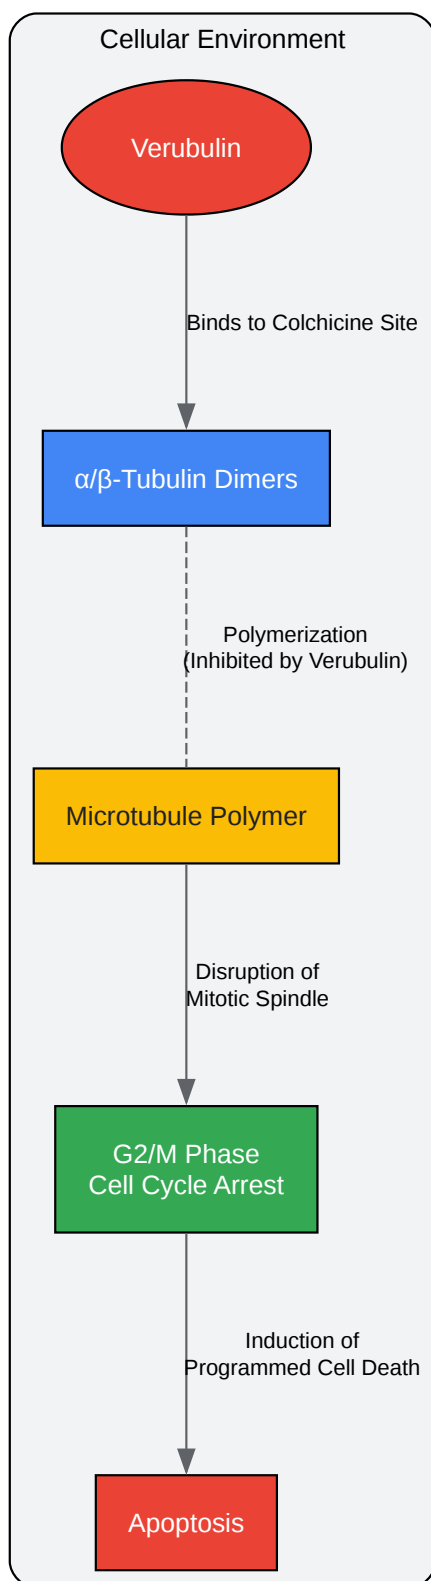 Cellular Environment
Verubulin
Binds to Colchicine Site
α/β-Tubulin Dimers
Polymerization
(Inhibited by Verubulin)
Microtubule Polymer
Disruption of
Mitotic Spindle
G2/M Phase
Cell Cycle Arrest
Induction of
Programmed Cell Death
Apoptosis